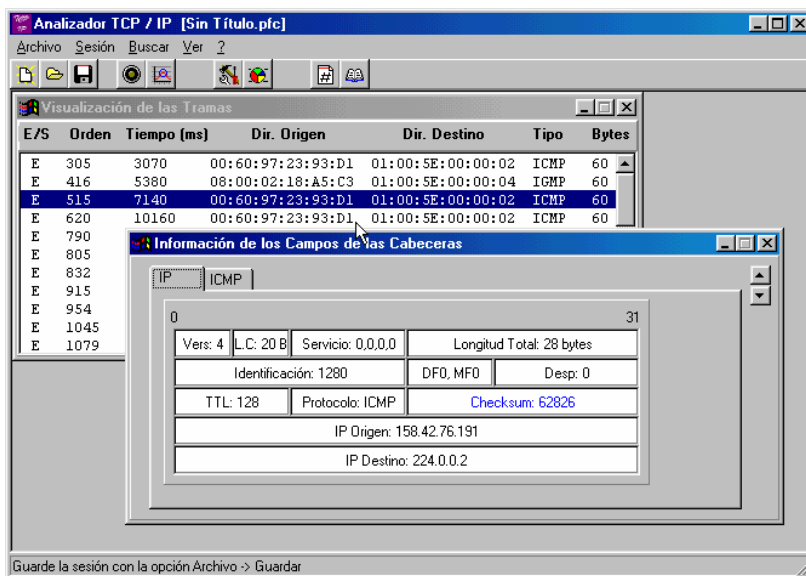 Analizador TCP / IP [Sin Título.pfc]
Archivo Sesión Buscar Ver ?
Visualización de las Tramas
E/S Orden Tiempo (ms) Dir. Origen Dir. Destino Tipo Bytes
E 305 3070 00:60:97:23:93:D1 01:00:5E:00:00:02 ICMP 60
E 416 5380 08:00:02:18:A5:C3 01:00:5E:00:00:04 IGMP 60
E 515 7140 00:60:97:23:93:D1 01:00:5E:00:00:02 ICMP 60
E 620 10160 00:60:97:23:93:D1 01:00:5E:00:00:02 ICMP 60
E 790
E 805
E 832
E 915
E 954
E 1045
E 1079
Información de los Campos de las Cabeceras
IP ICMP
0 31
Vers: 4 L.C: 20 B Servicio: 0,0,0,0 Longitud Total: 28 bytes
Identificación: 1280 DF0, MF0 Desp: 0
TTL: 128 Protocolo: ICMP Checksum: 62826
IP Origen: 158.42.76.191
IP Destino: 224.0.0.2
Guarde la sesión con la opción Archivo -> Guardar